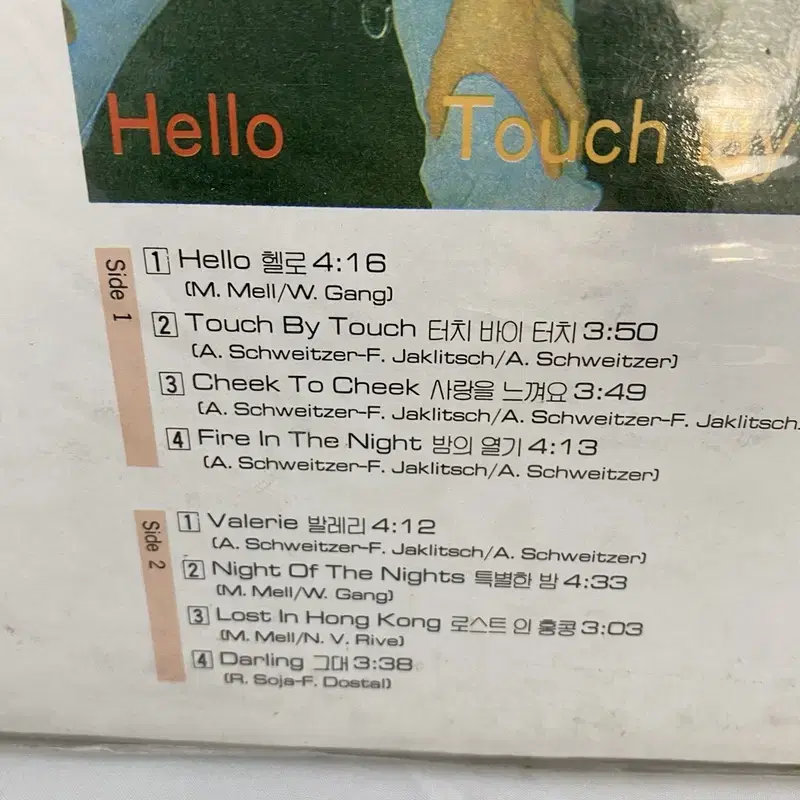 Hello
Touch By
Side 1
1 Hello 헬로 4:16
(M. Mell/W. Gang)
2 Touch By Touch 터치 바이 터치 3:50
(A. Schweitzer-F. Jaklitsch/A. Schweitzer)
3 Cheek To Cheek 사랑을 느껴요 3:49
(A. Schweitzer-F. Jaklitsch/A. Schweitzer-F. Jaklitsch.
4 Fire In The Night 밤의 열기 4:13
(A. Schweitzer-F. Jaklitsch/A. Schweitzer)
Side 2
1 Valerie 발레리 4:12
(A. Schweitzer-F. Jaklitsch/A. Schweitzer)
2 Night Of The Nights 특별한 밤 4:33
(M. Mell/W. Gang)
3 Lost In Hong Kong 로스트 인 홍콩 3:03
(M. Mell/N. V. Rive)
4 Darling 그대 3:38
(R. Soja-F. Dostal)